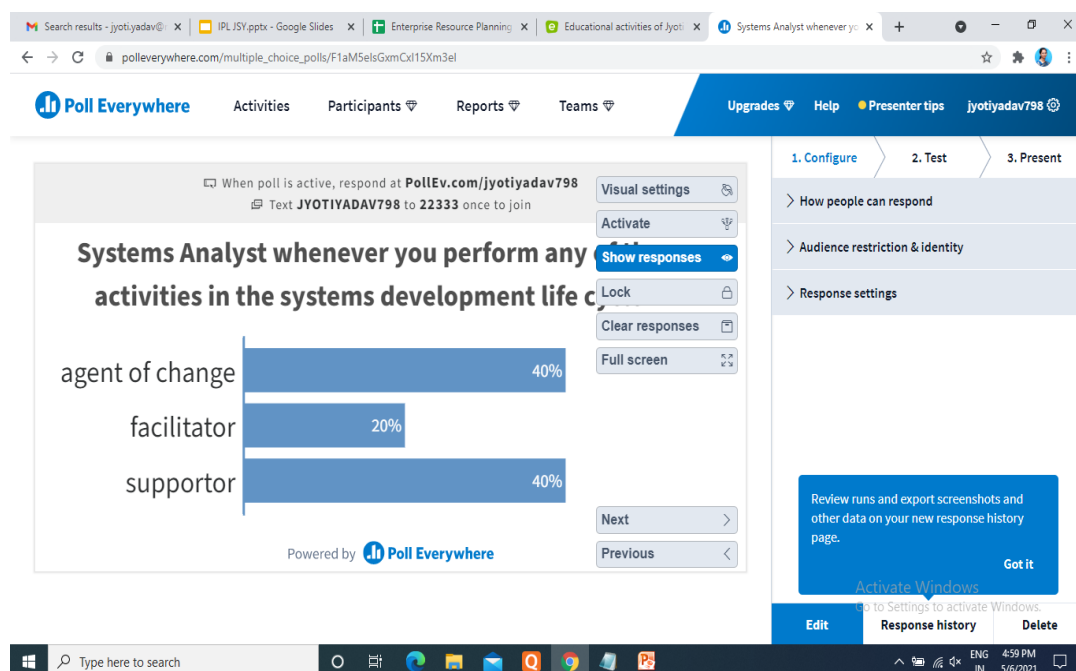 Search results - jyoti.yadav@
IPL JSY.pptx - Google Slides
Enterprise Resource Planning
Educational activities of Jyoti
Systems Analyst whenever yo
polleverywhere.com/multiple_choice_polls/F1aM5elsGxmCxl15Xm3el
Poll Everywhere
Activities
Participants
Reports
Teams
Upgrades
Help
Presenter tips
jyotiyadav798
1. Configure
2. Test
3. Present
When poll is active, respond at PollEv.com/jyotiyadav798
Text JYOTIYADAV798 to 22333 once to join
Systems Analyst whenever you perform any
activities in the systems development life
agent of change
40%
facilitator
20%
supportor
40%
Powered by Poll Everywhere
Visual settings
Activate
Show responses
Lock
Clear responses
Full screen
Next
Previous
How people can respond
Audience restriction & identity
Response settings
Review runs and export screenshots and
other data on your new response history
page.
Got it
Activate Windows
Go to Settings to activate Windows.
Edit
Response history
Delete
Type here to search
ENG
IN
4:59 PM
5/6/2021